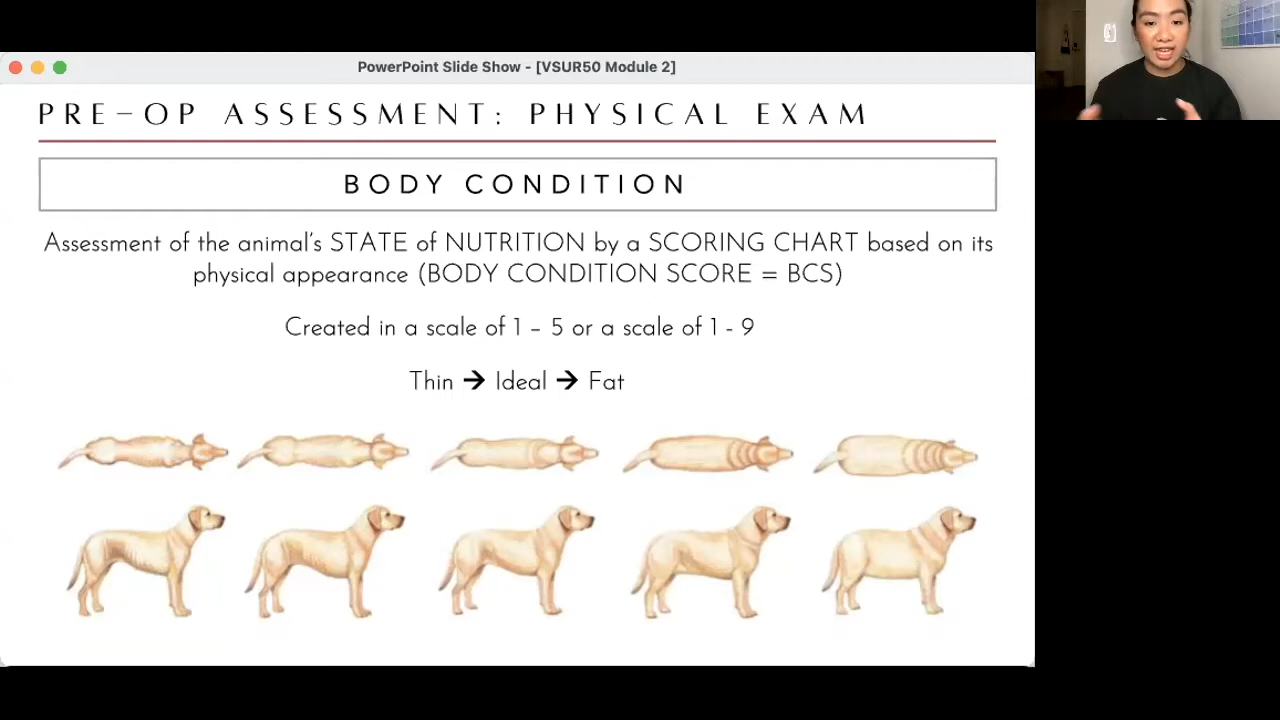 PowerPoint Slide Show - [VSUR50 Module 2]
PRE-OP ASSESSMENT: PHYSICAL EXAM
BODY CONDITION
Assessment of the animal's STATE of NUTRITION by a SCORING CHART based on its
physical appearance (BODY CONDITION SCORE = BCS)
Created in a scale of 1 – 5 or a scale of 1 - 9
Thin → Ideal → Fat